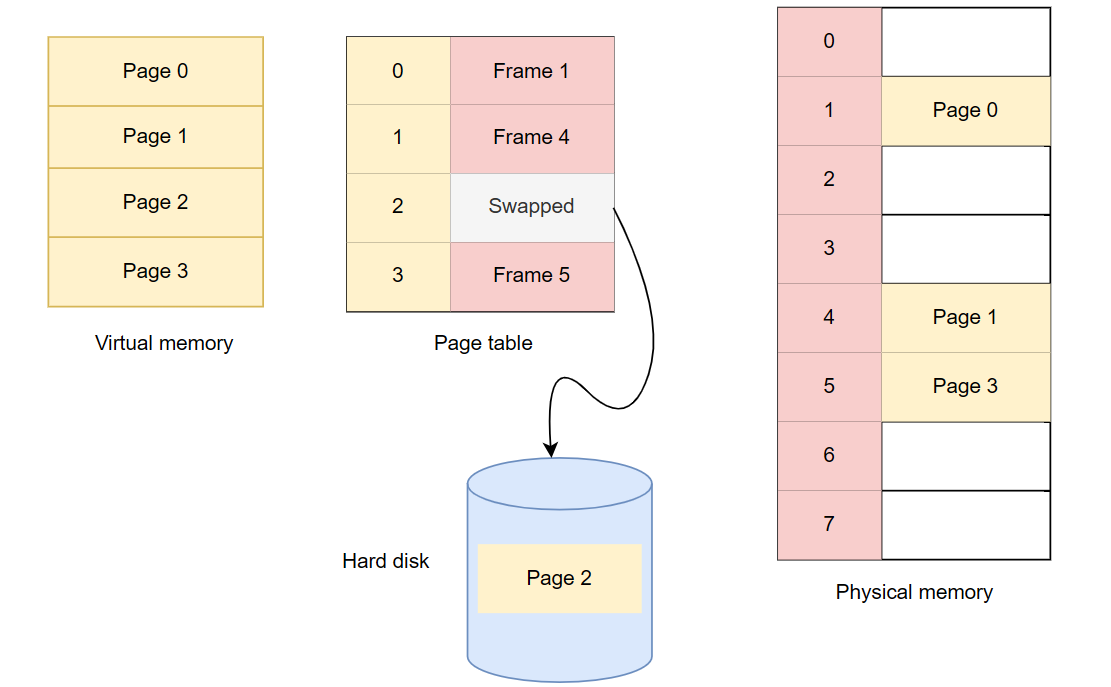 Page 0
Page 1
Page 2
Page 3
Virtual memory
0 Frame 1
1 Frame 4
2 Swapped
3 Frame 5
Page table
Hard disk
Page 2
0
1 Page 0
2
3
4 Page 1
5 Page 3
6
7
Physical memory